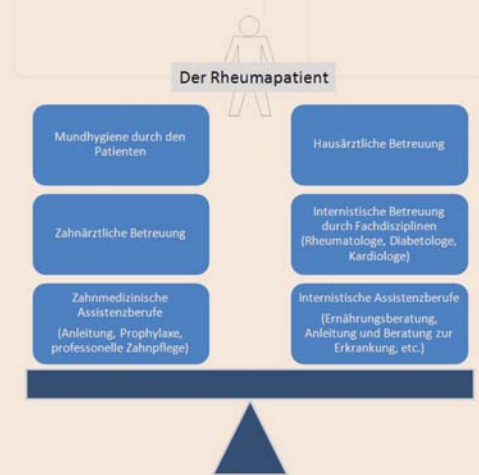 Der Rheumapatient
Mundhygiene durch den
Patienten
Zahnärztliche Betreuung
Zahnmedizinische
Assistenzberufe
(Anleitung, Prophylaxe,
professionelle Zahnpflege)
Hausärztliche Betreuung
Internistische Betreuung
durch Fachdisziplinen
(Rheumatologe, Diabetologe,
Kardiologe)
Internistische Assistenzberufe
(Ernährungsberatung,
Anleitung und Beratung zur
Erkrankung, etc.)